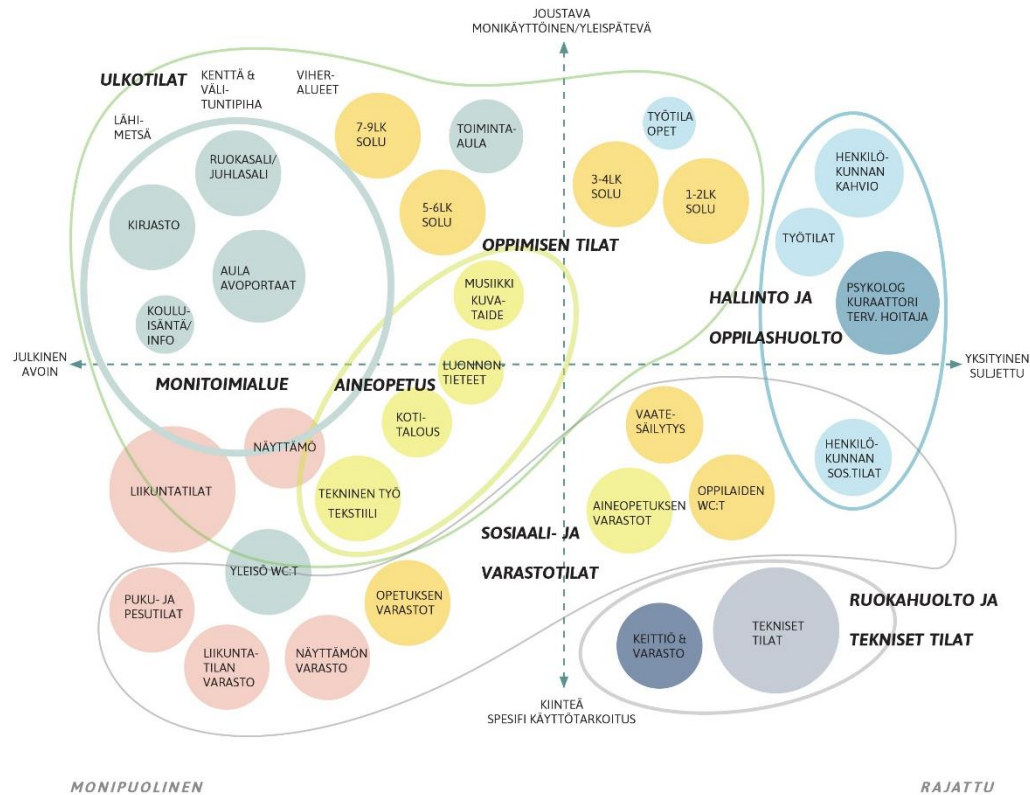 JOUSTAVA
MONIKÄYTTÖINEN/YLEISPÄTEVÄ
ULKOTILAT
KENTTÄ &
VÄLI-
TUNTIPIHA
VIHER-
ALUEET
LÄHI-
METSÄ
7-9LK
SOLU
TOIMINTA-
AULA
TYÖTILA
OPET
RUOKASALI/
JUHLASALI
HENKILÖ-
KUNNAN
KAHVIO
3-4LK
SOLU
1-2LK
SOLU
5-6LK
SOLU
KIRJASTO
OPPIMISEN TILAT
TYÖTILAT
AULA
AVOPORTAAT
MUSIIKKI
KUVA-
TAIDE
HALLINTO JA
OPPILASHUOLTO
PSYKOLOG
KURAATTORI
TERV. HOITAJA
KOULU-
ISÄNTÄ/
INFO
JULKINEN
AVOIN
YKSITYINEN
SULJETTU
MONITOIMIALUE
AINEOPETUS
LUONNON-
TIETEET
KOTI-
TALOUS
VAATE-
SÄILYTYS
NÄYTTÄMÖ
HENKILÖ-
KUNNAN
SOS.TILAT
LIIKUNTATILAT
TEKNINEN TYÖ
TEKSTIILI
AINEOPETUKSEN
VARASTOT
OPPILAIDEN
WC:T
SOSIAALI- JA
VARASTOTILAT
YLEISÖ WC:T
PUKU- JA
PESUTILAT
OPETUKSEN
VARASTOT
RUOKAHUOLTO JA
TEKNISET TILAT
LIIKUNTA-
TILAN
VARASTO
NÄYTTÄMÖN
VARASTO
KEITTIÖ &
VARASTO
TEKNISET
TILAT
KIINTEÄ
SPESIFI KÄYTTÖTARKOITUS
MONIPUOLINEN
RAJATTU